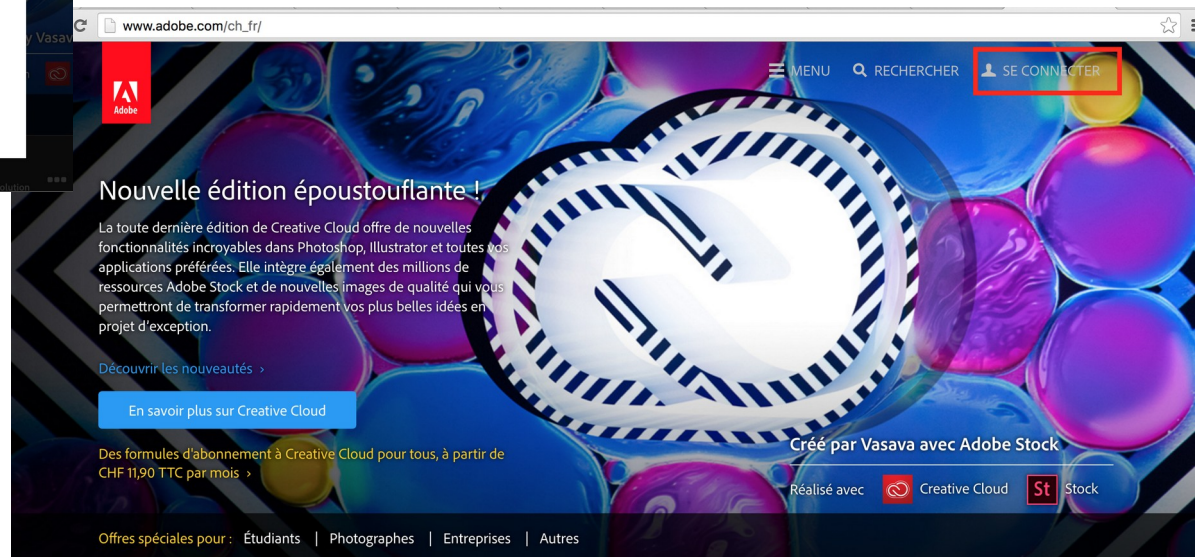 y Vasav
www.adobe.com/ch_fr/
Adobe
MENU RECHERCHER SE CONNECTER
olution
Nouvelle édition époustouflante !
La toute dernière édition de Creative Cloud offre de nouvelles
fonctionnalités incroyables dans Photoshop, Illustrator et toutes vos
applications préférées. Elle intègre également des millions de
ressources Adobe Stock et de nouvelles images de qualité qui vous
permettront de transformer rapidement vos plus belles idées en
projet d'exception.
Découvrir les nouveautés ›
En savoir plus sur Creative Cloud
Des formules d'abonnement à Creative Cloud pour tous, à partir de
CHF 11,90 TTC par mois ›
Créé par Vasava avec Adobe Stock
Réalisé avec Creative Cloud St Stock
Offres spéciales pour : Étudiants | Photographes | Entreprises | Autres